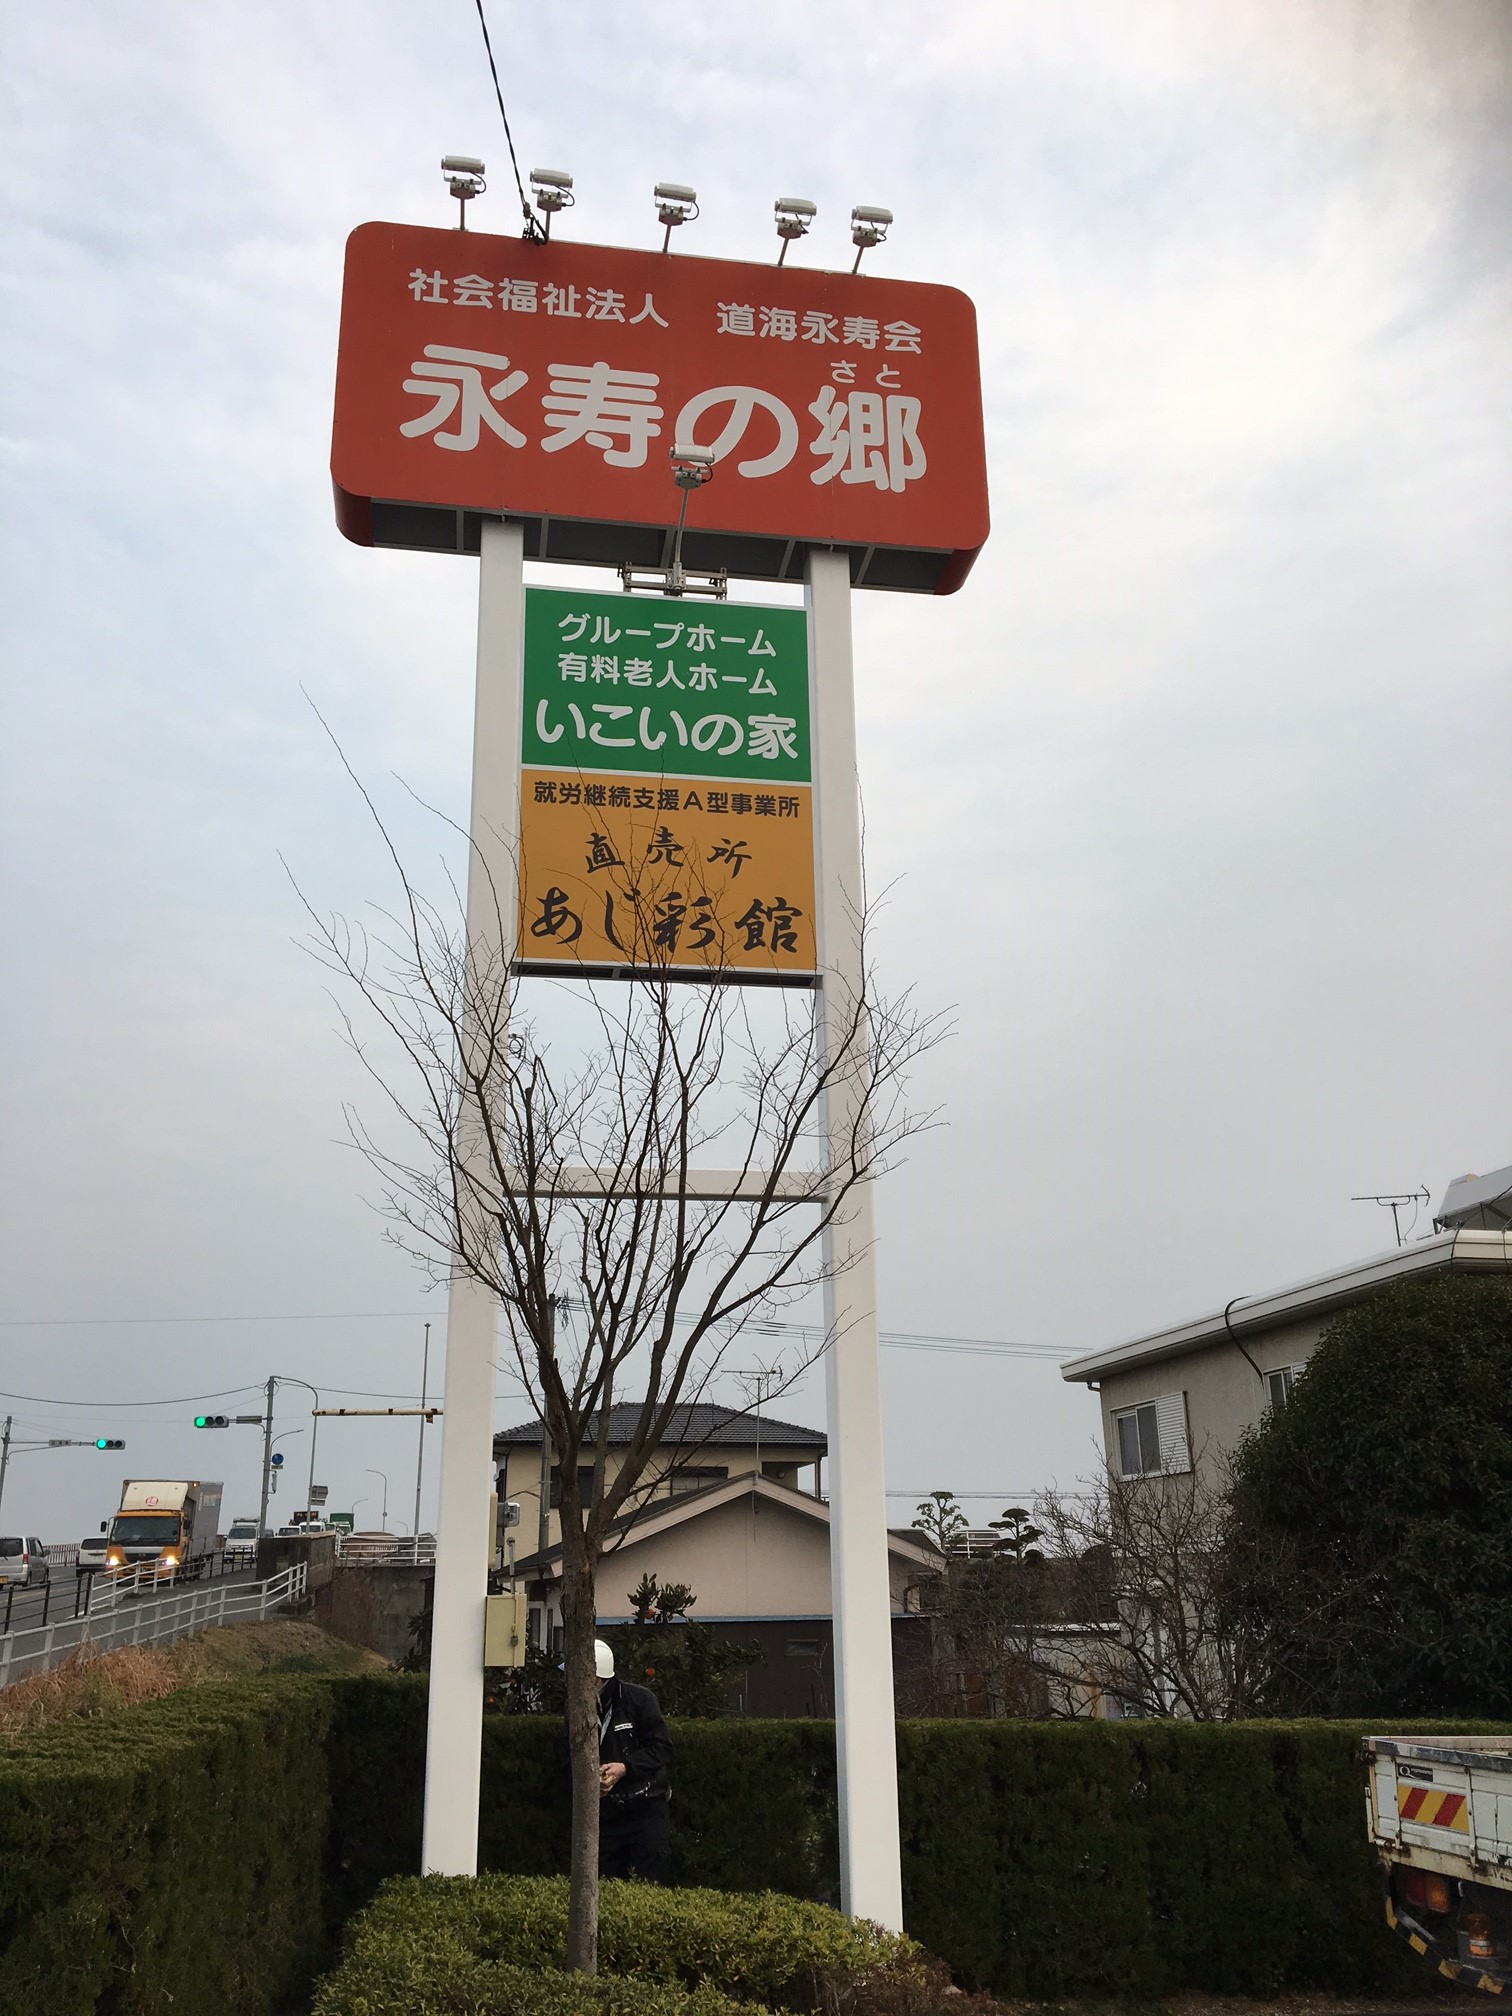 社会福祉法人　道海永寿会
さと
永寿の郷
グループホーム
有料老人ホーム
いこいの家
就労継続支援A型事業所
直売所
あじ彩館